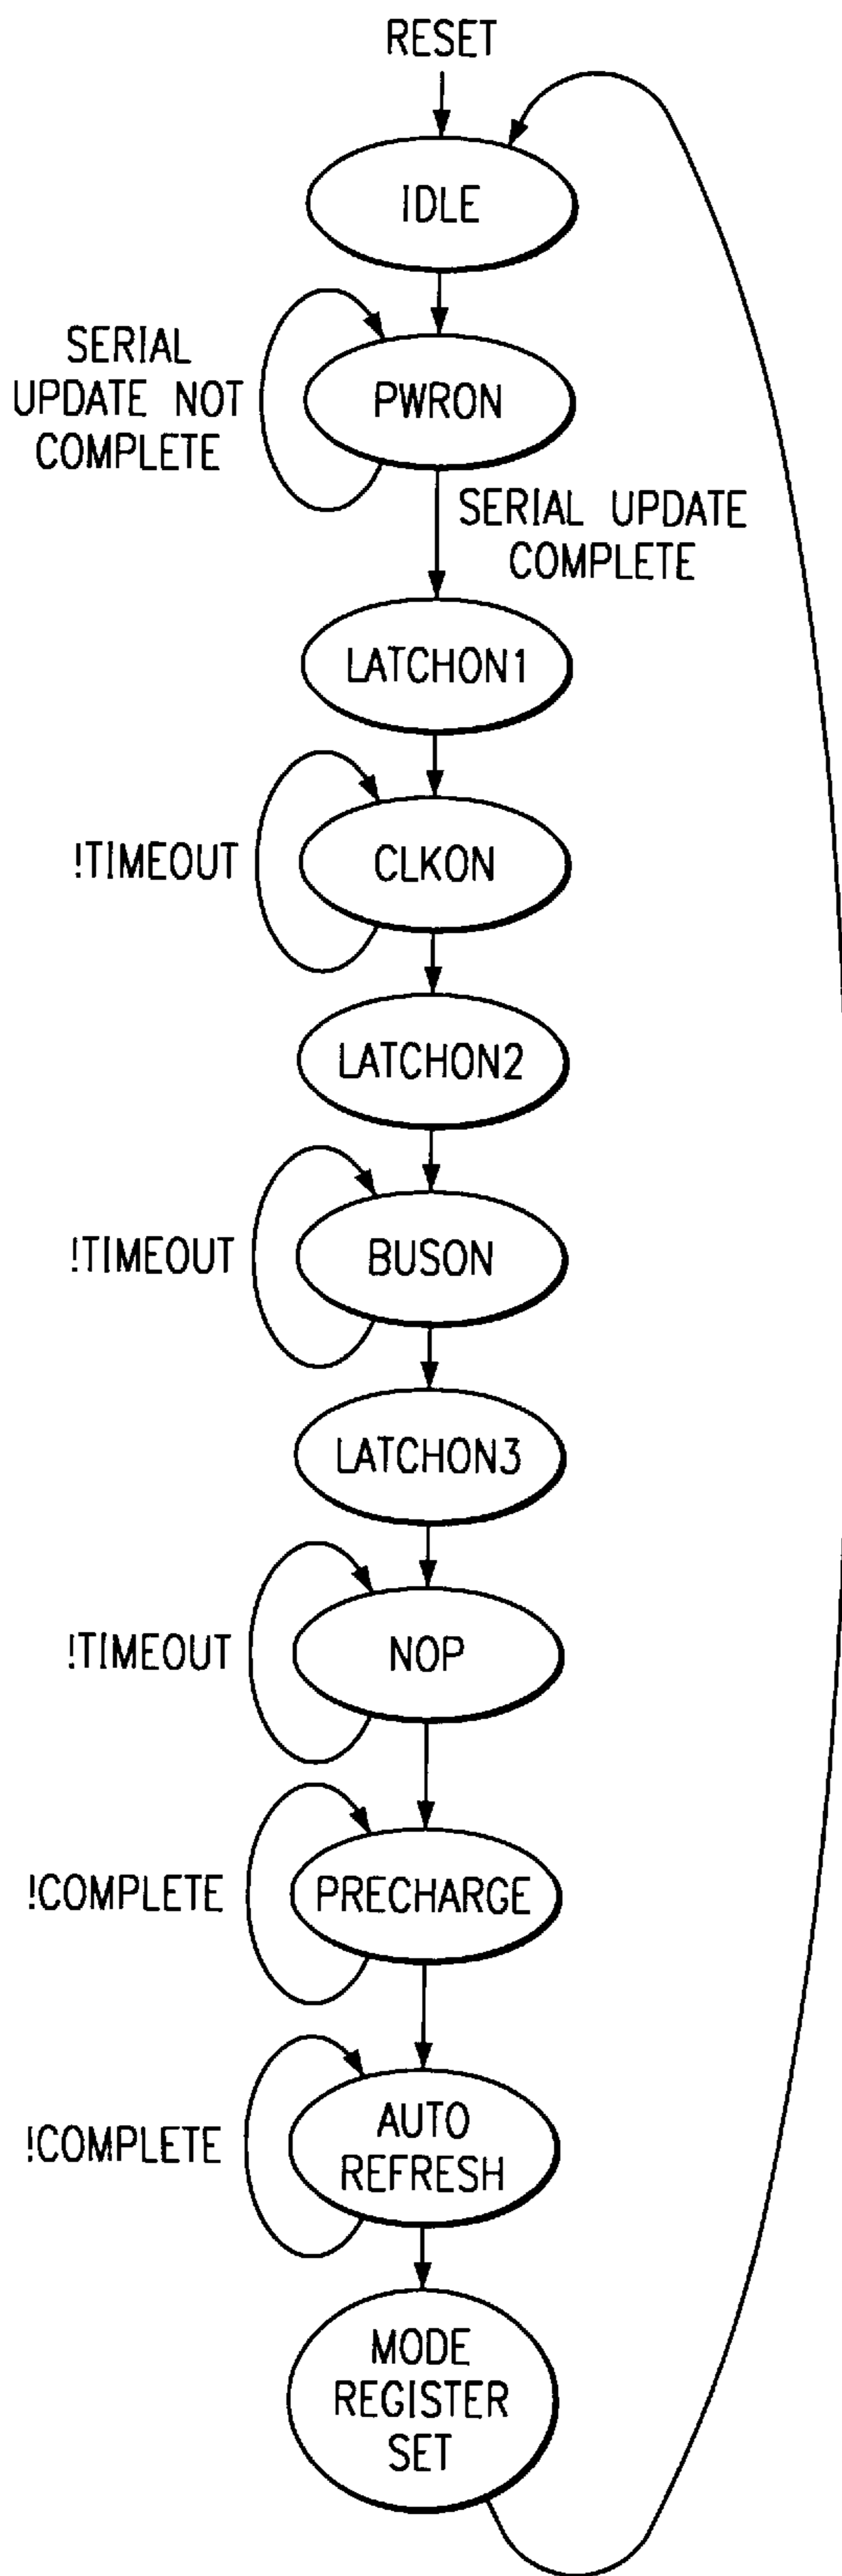 RESET
IDLE
SERIAL
UPDATE NOT
COMPLETE
PWRON
SERIAL UPDATE
COMPLETE
LATCHON1
!TIMEOUT
CLKON
LATCHON2
!TIMEOUT
BUSON
LATCHON3
!TIMEOUT
NOP
!COMPLETE
PRECHARGE
!COMPLETE
AUTO
REFRESH
MODE
REGISTER
SET